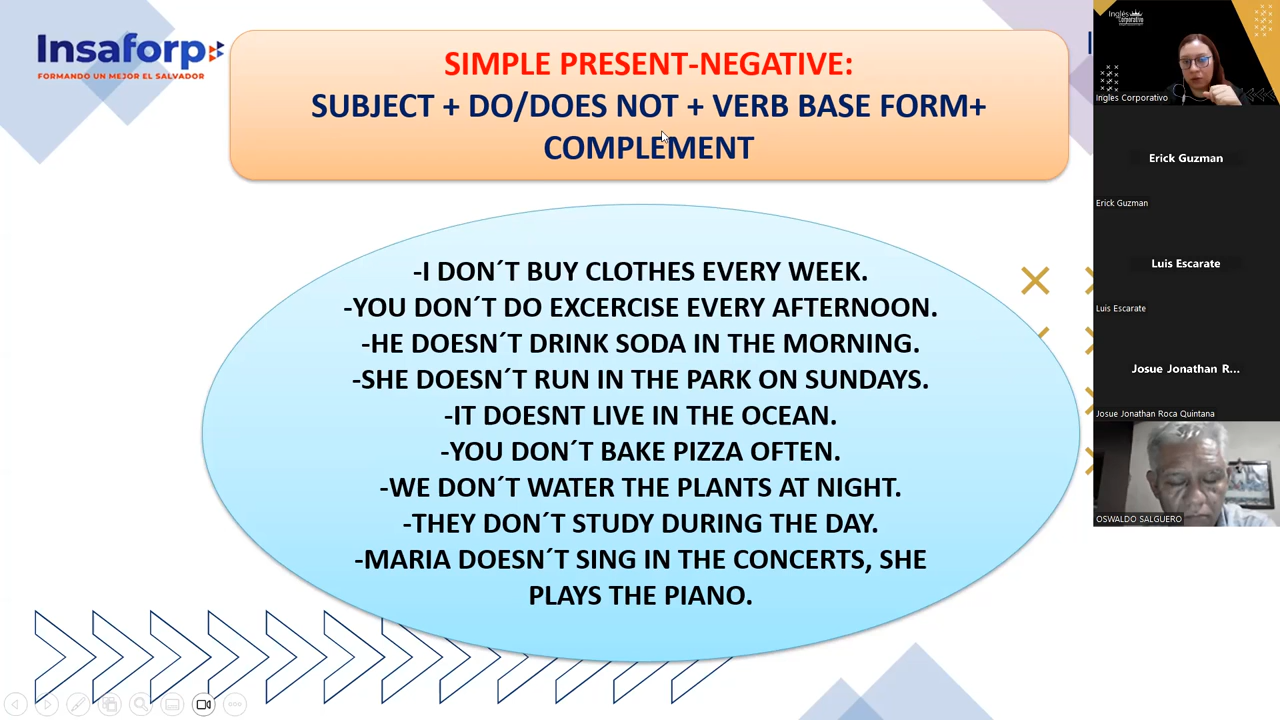 Insaforp
FORMANDO UN MEJOR EL SALVADOR
SIMPLE PRESENT-NEGATIVE:
SUBJECT + DO/DOES NOT + VERB BASE FORM+
COMPLEMENT
-I DON´T BUY CLOTHES EVERY WEEK.
-YOU DON´T DO EXCERCISE EVERY AFTERNOON.
-HE DOESN´T DRINK SODA IN THE MORNING.
-SHE DOESN´T RUN IN THE PARK ON SUNDAYS.
-IT DOESNT LIVE IN THE OCEAN.
-YOU DON´T BAKE PIZZA OFTEN.
-WE DON´T WATER THE PLANTS AT NIGHT.
-THEY DON´T STUDY DURING THE DAY.
-MARIA DOESN´T SING IN THE CONCERTS, SHE
PLAYS THE PIANO.
Inglés
Corporativo
Ingles Corporativo
Erick Guzman
Erick Guzman
Luis Escarate
Luis Escarate
Josue Jonathan R...
Josue Jonathan Roca Quintana
OSWALDO SALGUERO